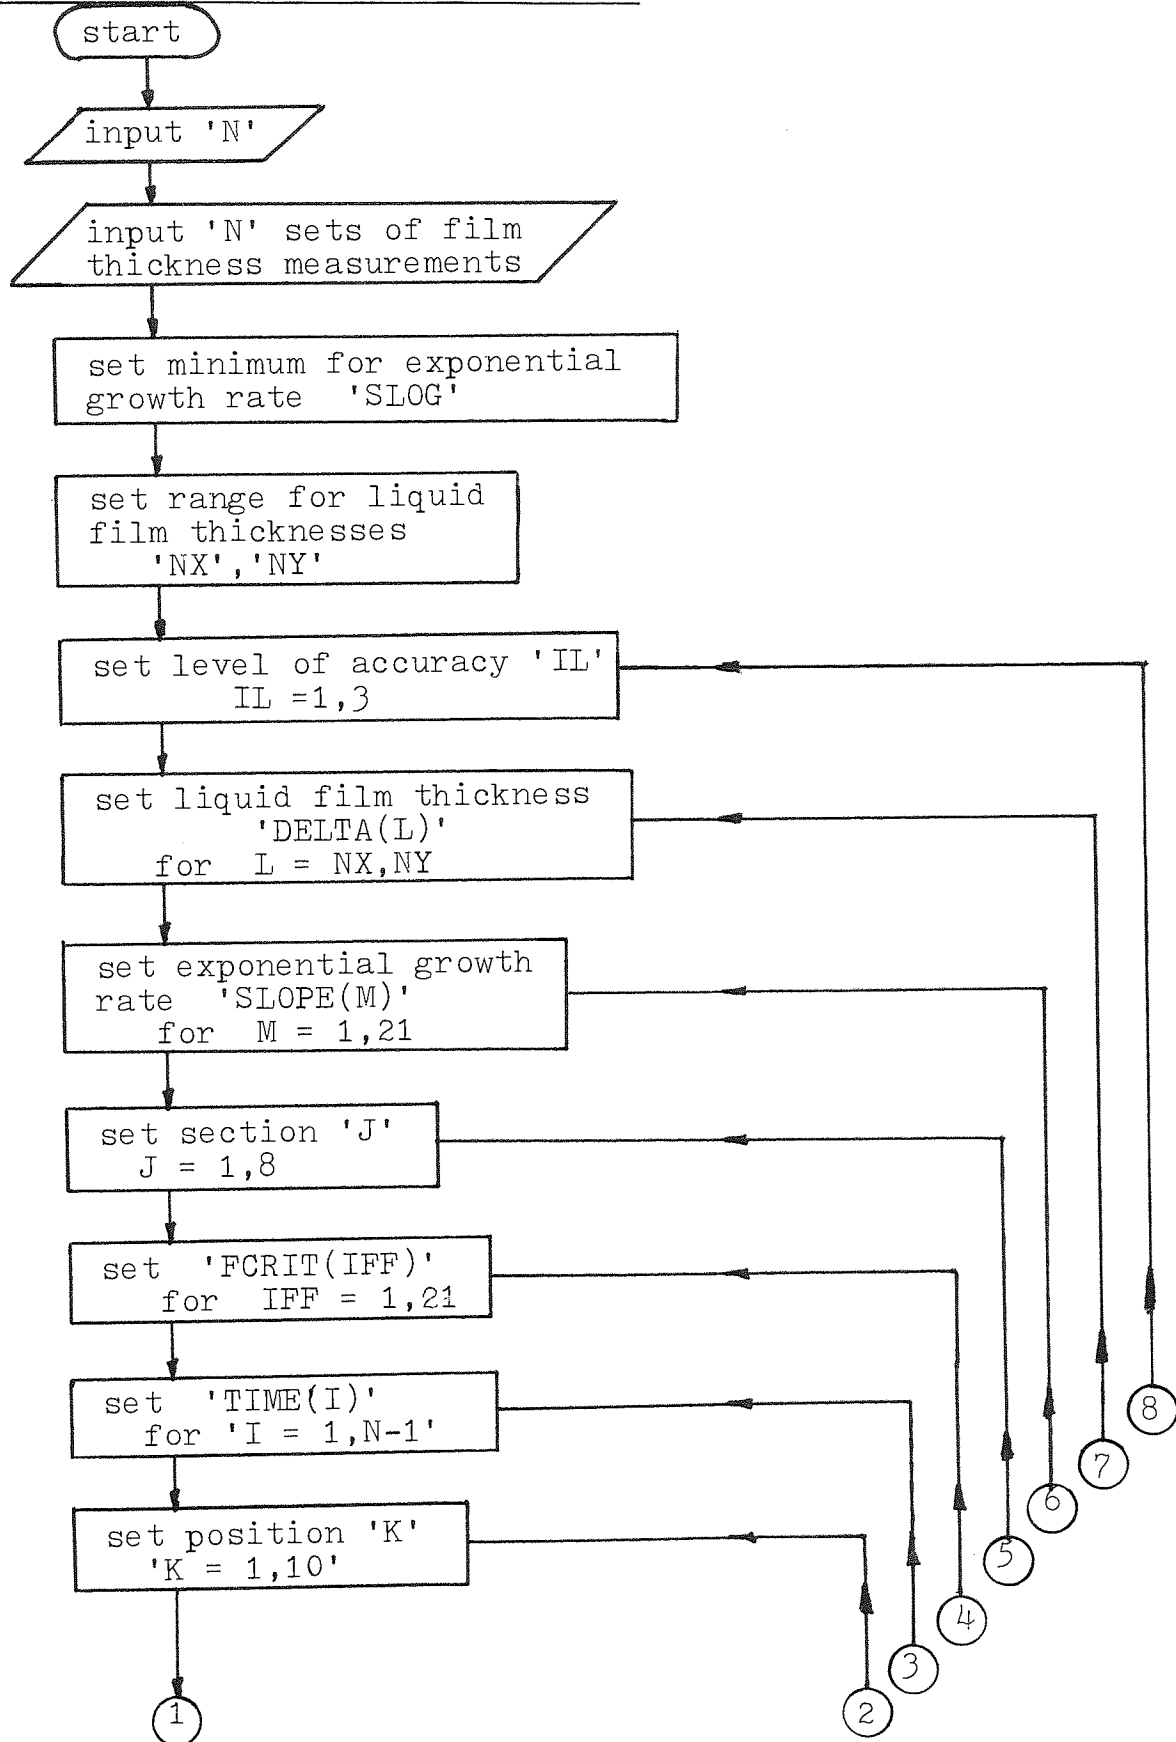 start
input 'N'
input 'N' sets of film
thickness measurements
set minimum for exponential
growth rate 'SLOG'
set range for liquid
film thicknesses
'NX','NY'
set level of accuracy 'IL'
IL =1,3
set liquid film thickness
'DELTA(L)'
for L = NX,NY
set exponential growth
rate 'SLOPE(M)'
for M = 1,21
set section 'J'
J = 1,8
set 'FCRIT(IFF)'
for IFF = 1,21
set 'TIME(I)'
for 'I = 1,N-1'
set position 'K'
'K = 1,10'
8
7
6
5
4
3
2
1